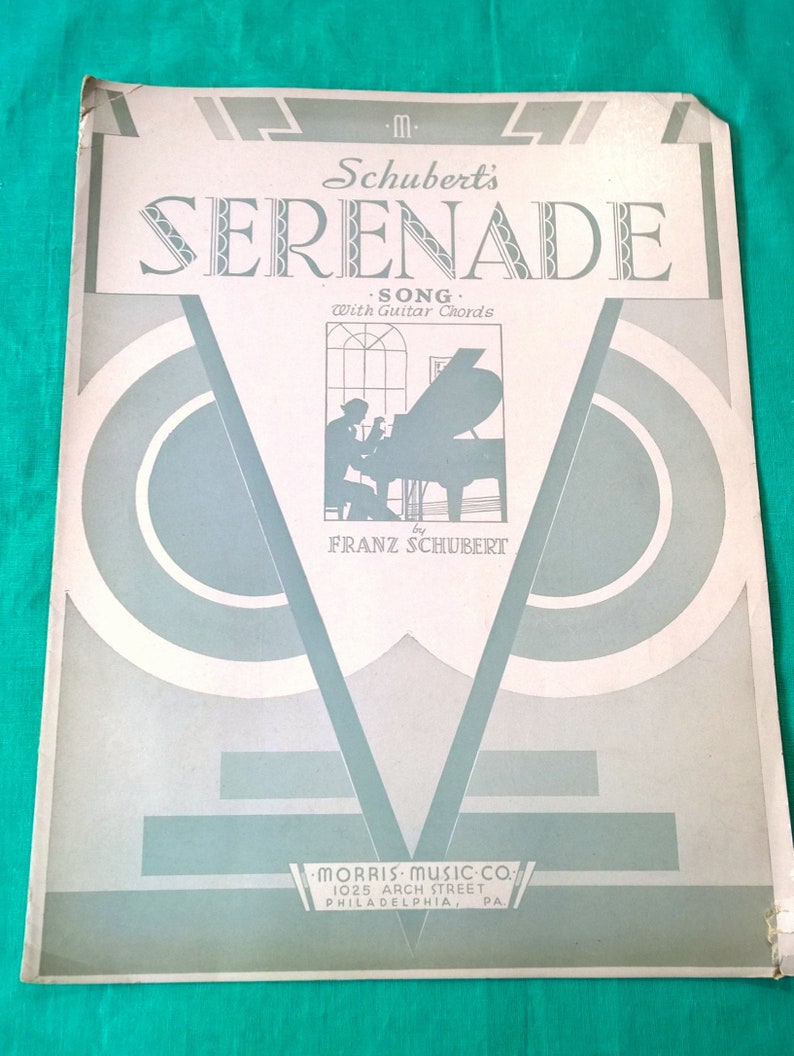 ·M·
Schubert's
SERENADE
·SONG·
With Guitar Chords
by
FRANZ SCHUBERT
·MORRIS·MUSIC·CO·
1025 ARCH STREET
PHILADELPHIA, PA.